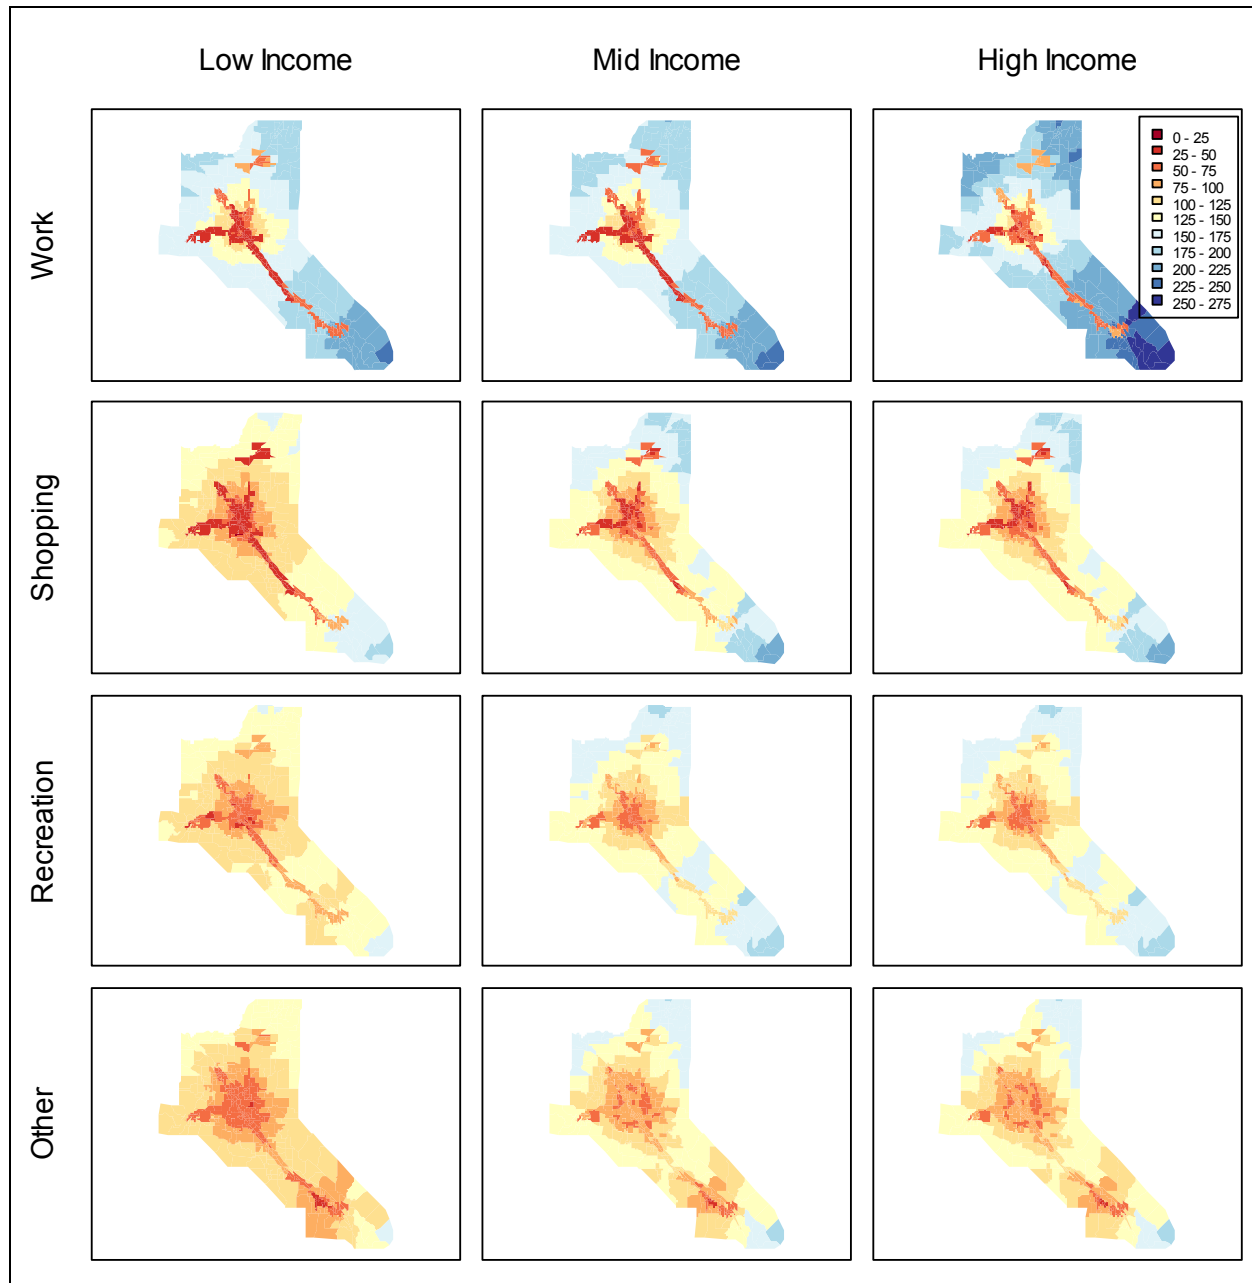 Low Income
Mid Income
High Income
Work
0 - 25
25 - 50
50 - 75
75 - 100
100 - 125
125 - 150
150 - 175
175 - 200
200 - 225
225 - 250
250 - 275
Shopping
Recreation
Other